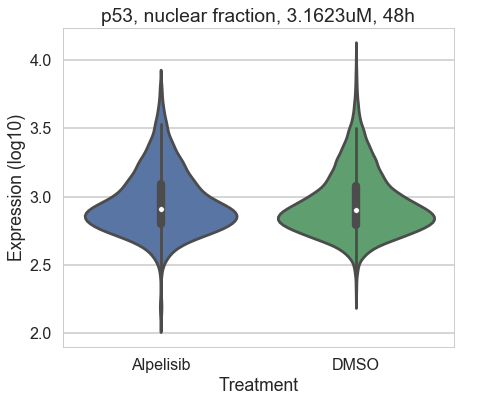 p53, nuclear fraction, 3.1623uM, 48h
4.0
3.5
3.0
2.5
2.0
Expression (log10)
Alpelisib
DMSO
Treatment